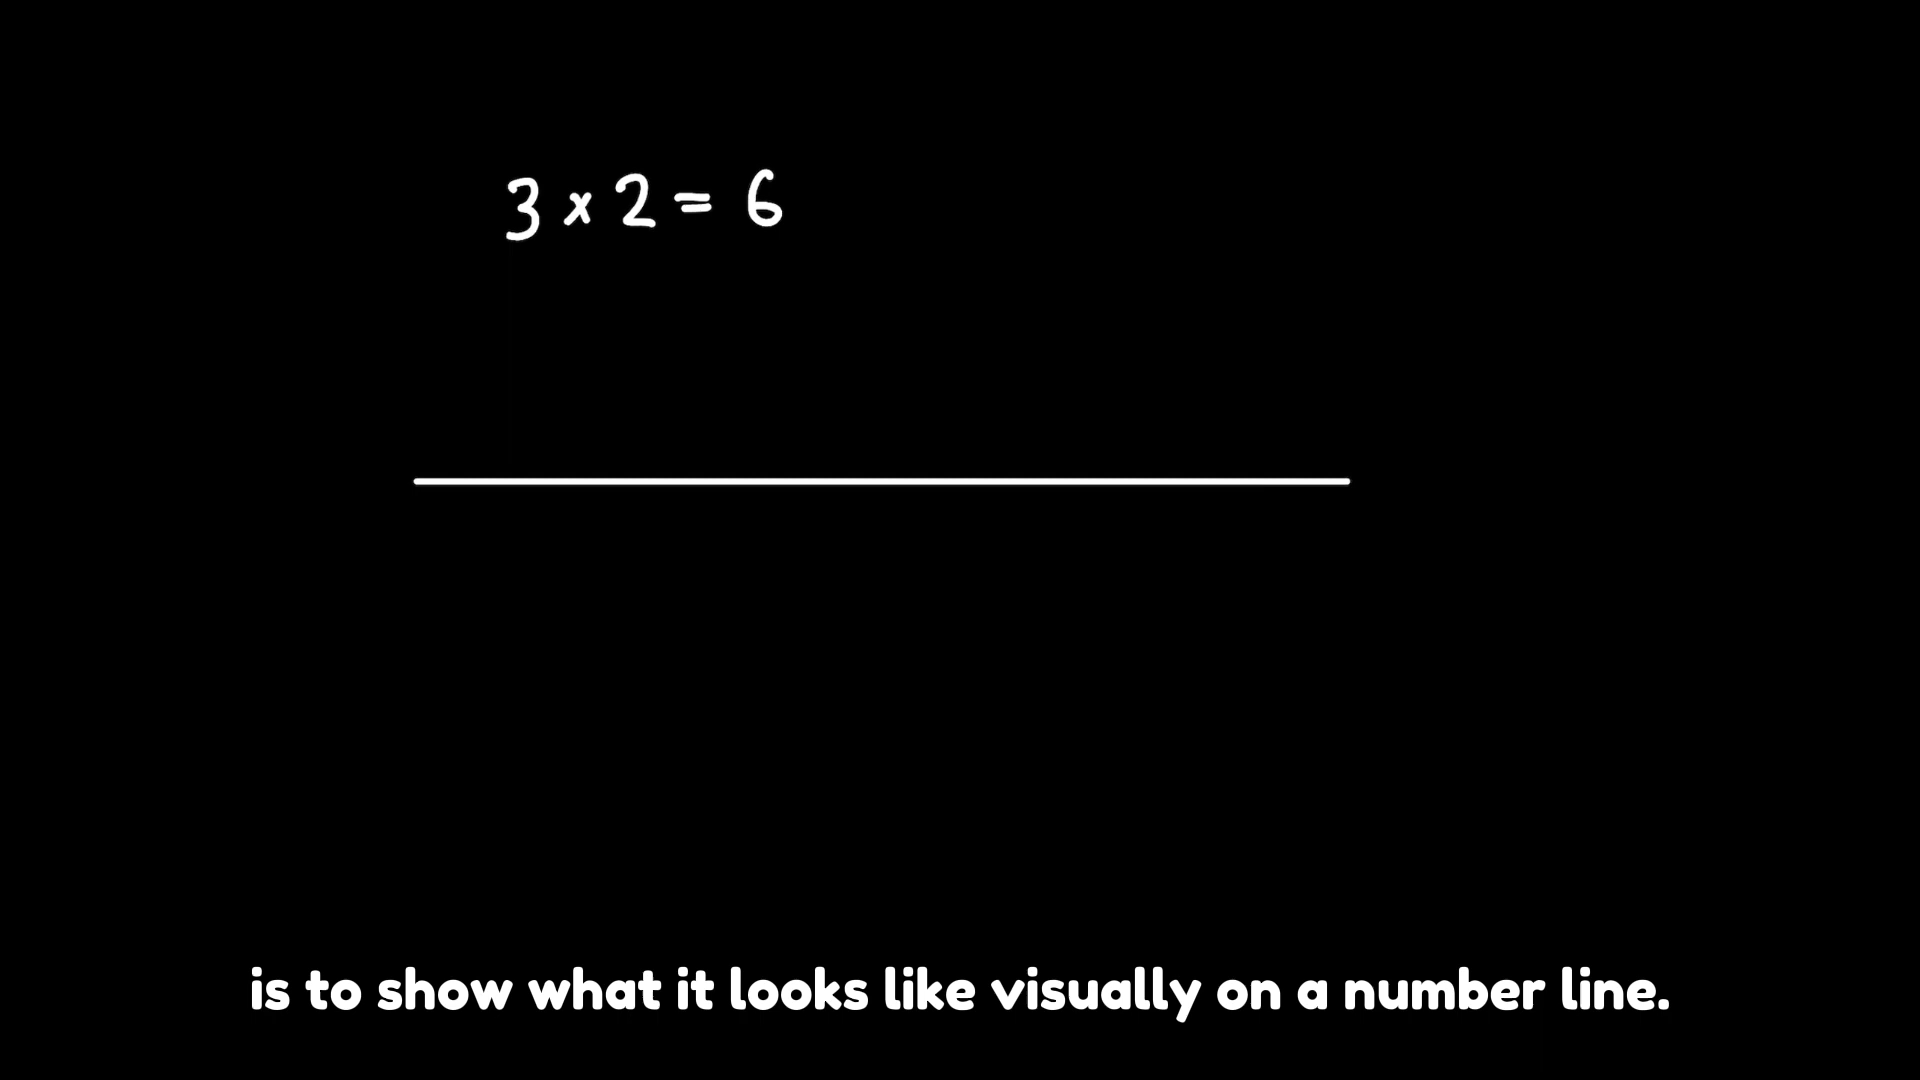 3 x 2 = 6
is to show what it looks like visually on a number line.